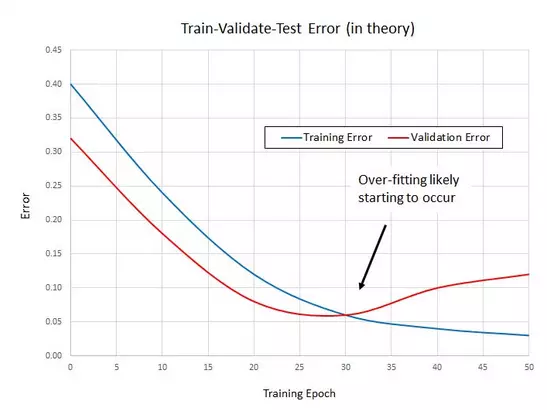 Train-Validate-Test Error (in theory)
0.45
0.40
0.35
0.30
0.25
0.20
0.15
0.10
0.05
0.00
Error
Training Error
Validation Error
Over-fitting likely
starting to occur
0 5 10 15 20 25 30 35 40 45 50
Training Epoch